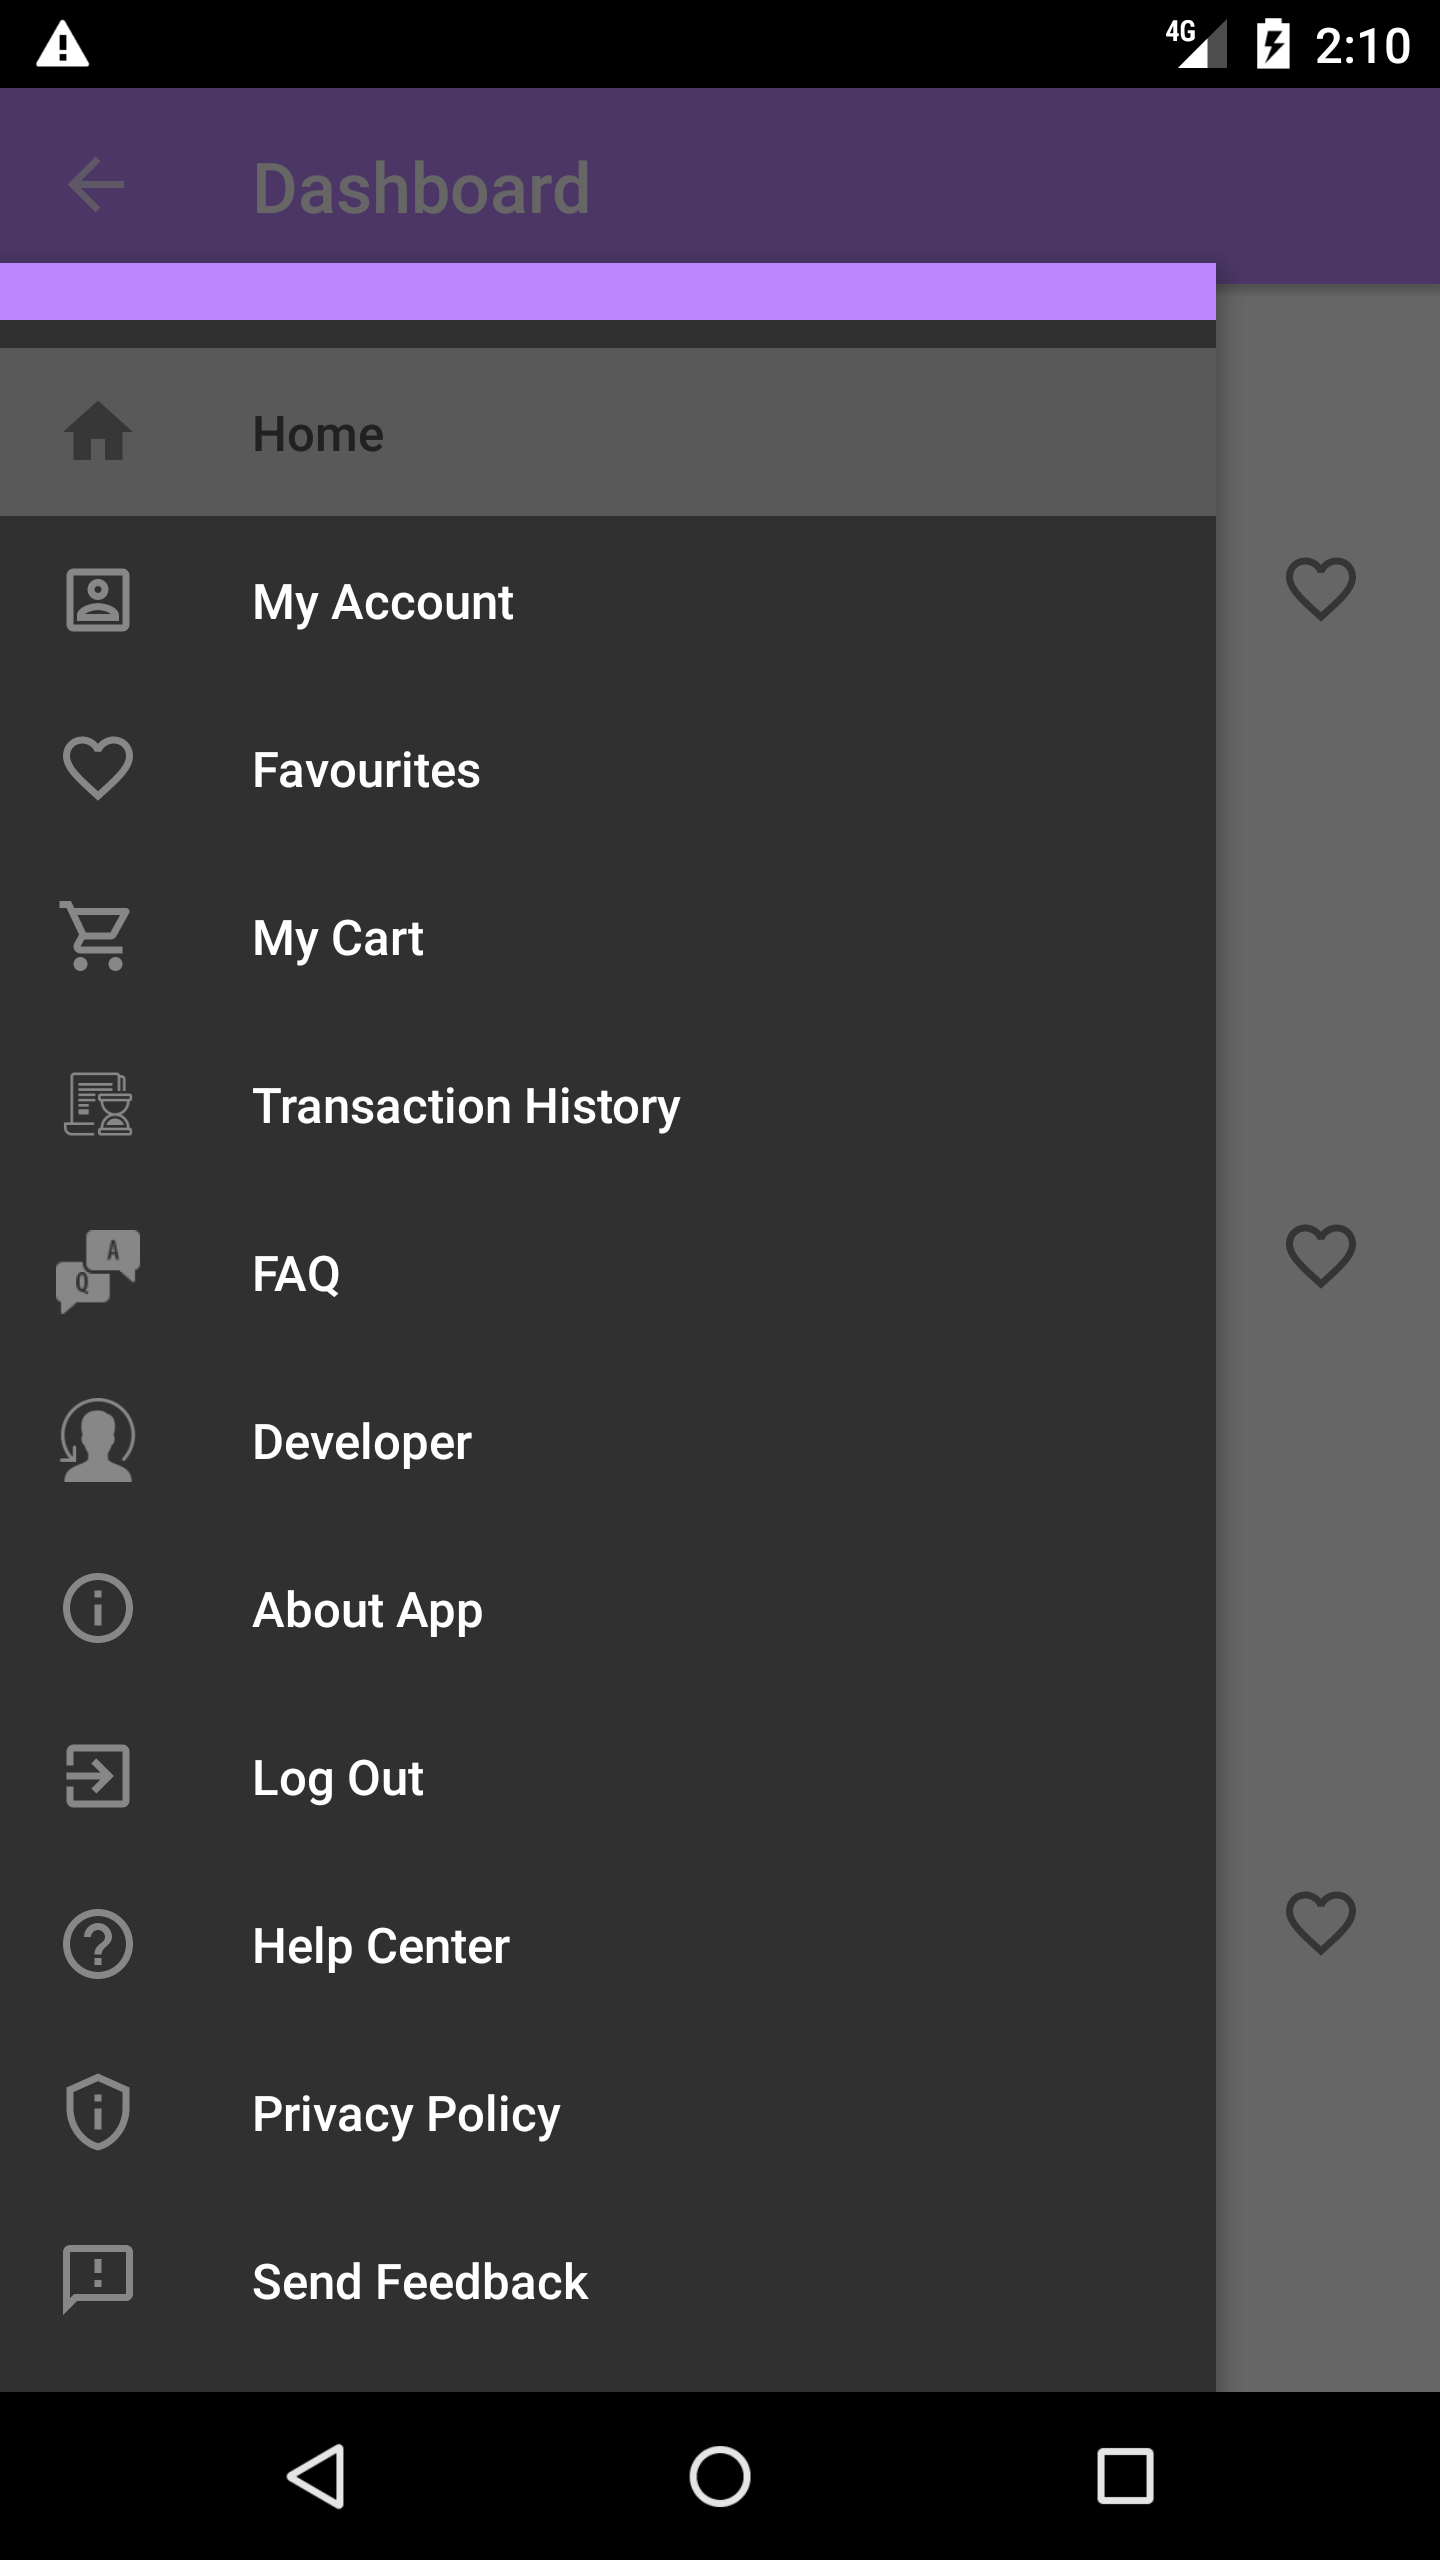 4G 2:10
Dashboard
Home
My Account
Favourites
My Cart
Transaction History
A
Q
FAQ
Developer
About App
Log Out
Help Center
Privacy Policy
Send Feedback